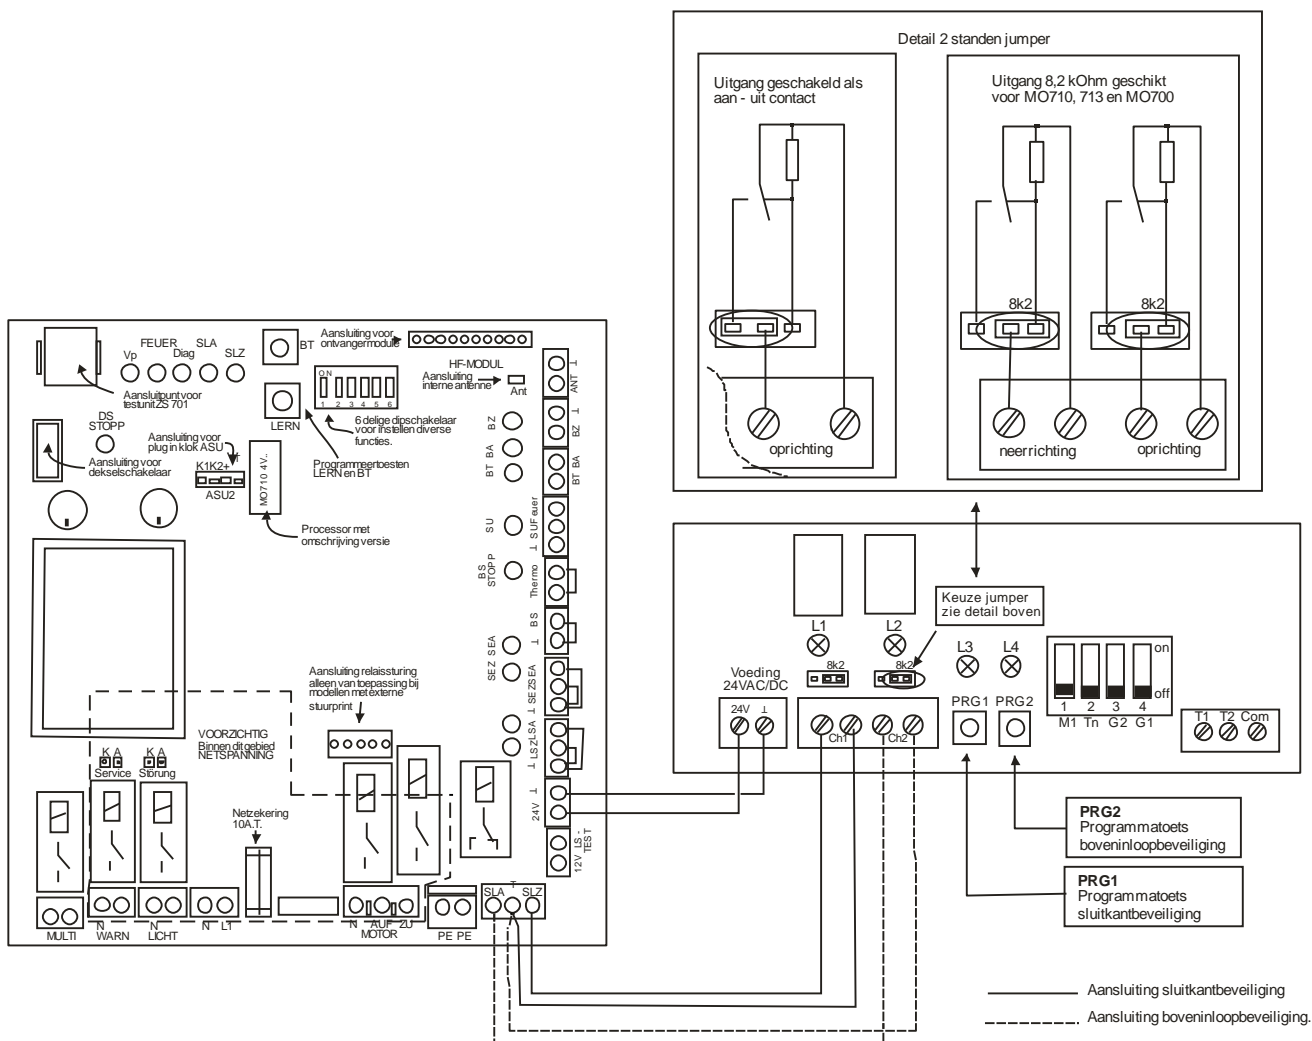 Detail 2 standen jumper
Uitgang geschakeld als
aan - uit contact
Uitgang 8,2 kOhm geschikt
voor MO710, 713 en MO700
8k2
8k2
oprichting
neerrichting
oprichting
Aansluitpunt voor
testunit ZS 701
Vp
FEUER
Diag
SLA
SLZ
BT
LERN
Aansluiting voor
ontvangermodule
HF-MODUL
Aansluiting
interne antenne
Ant
ON
1 2 3 4 5 6
6 delige dipschakelaar
voor instellen diverse
functies.
Programmeertoesten
LERN en BT
DS
STOPP
Aansluiting voor
dekselschakelaar
Aansluiting voor
plug in klok ASU
K1K2+
ASU2
MO710 4V..
Processor met
omschrijving versie
BZ
BT BA
SU
BS
STOPP
SEZ SEA
LSZ LSA
⊥
ANT
⊥
BZ
BT BA
⊥ SU Feuer
Thermo
⊥ BS
⊥ SEZ SEA
⊥
24V ⊥
12V LS -
TEST
Aansluiting relaissturing
alleen van toepassing bij
modellen met externe
stuurprint
VOORZICHTIG
Binnen dit gebied
NETSPANNING
K A
Service
K A
Störung
Netzekering
10A.T.
MULTI
N
WARN
N
LICHT
N L1
N AUF ZU
MOTOR
PE PE
SLA
SLZ
L1
L2
Keuze jumper
zie detail boven
L3
L4
8k2
8k2
Voeding
24VAC/DC
24V ⊥
Ch1
Ch2
PRG1
PRG2
on
off
1 2 3 4
M1 Tn G2 G1
T1 T2 Com
PRG2
Programmatoets
boveninloopbeveiliging
PRG1
Programmatoets
sluitkantbeveiliging
Aansluiting sluitkantbeveiliging
Aansluiting boveninloopbeveiliging.